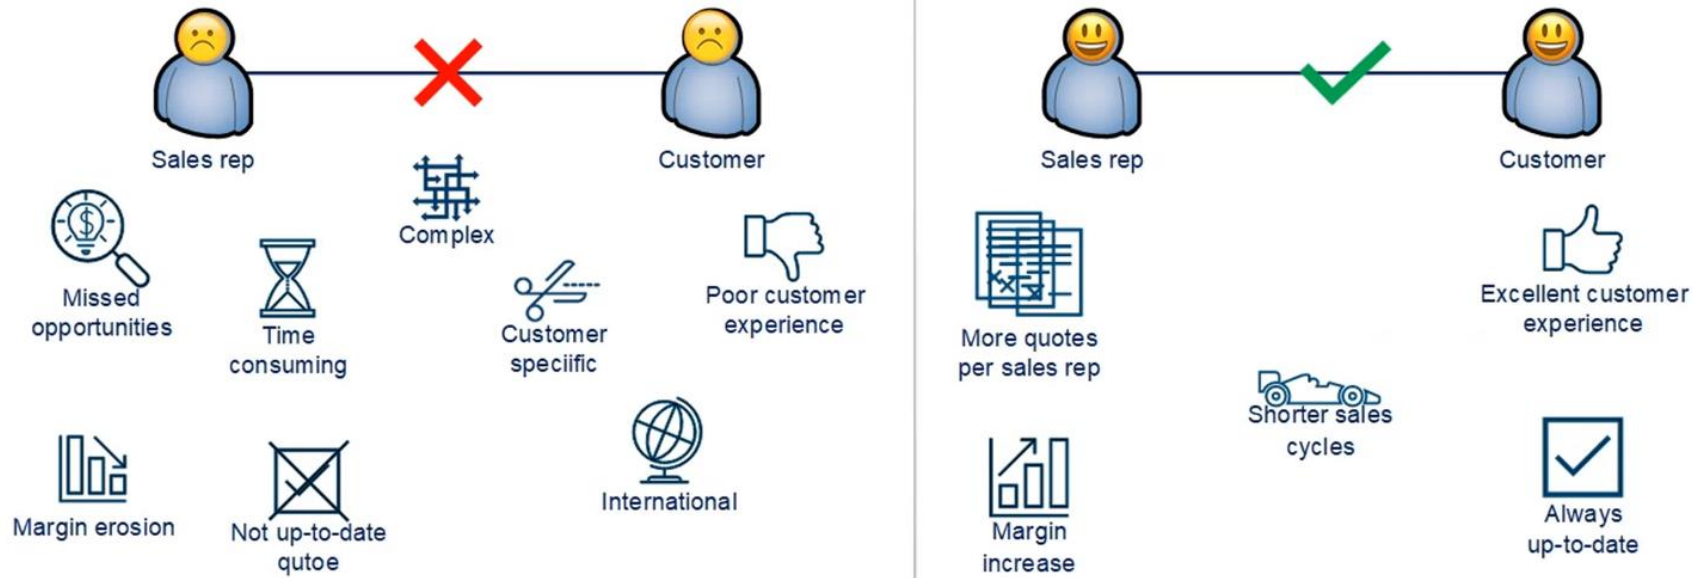 Sales rep
Customer
Complex
Missed
opportunities
Time
consuming
Customer
speciific
Poor customer
experience
Margin erosion
Not up-to-date
qutoe
International
Sales rep
Customer
More quotes
per sales rep
Excellent customer
experience
Shorter sales
cycles
Margin
increase
Always
up-to-date